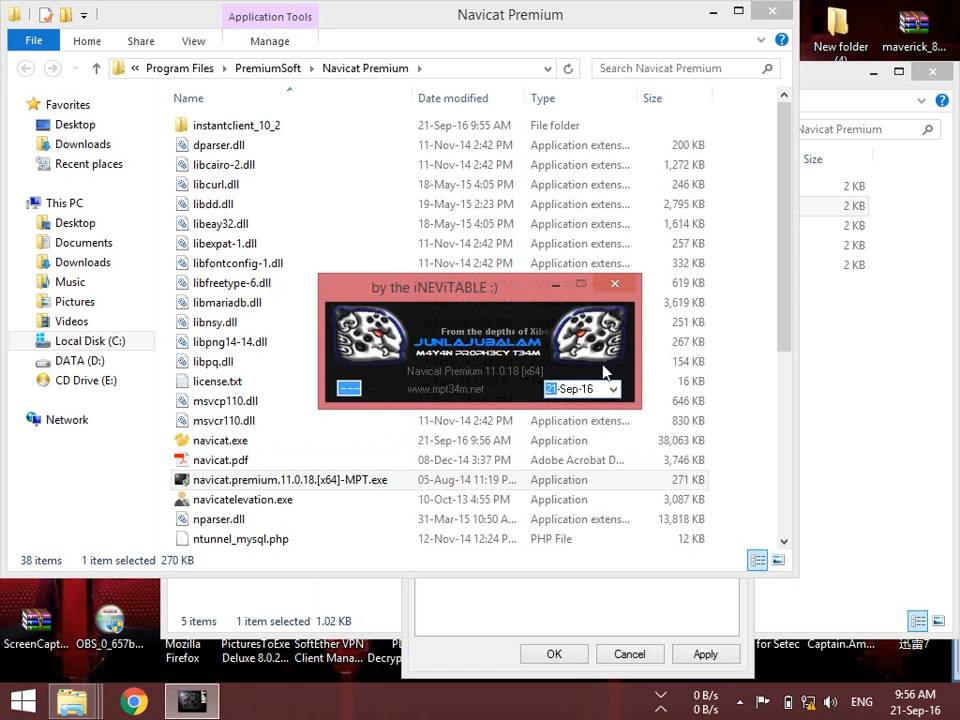 Application Tools
Navicat Premium
File
Home
Share
View
Manage
« Program Files
PremiumSoft
Navicat Premium
Search Navicat Premium
Name
Date modified
Type
Size
Favorites
Desktop
Downloads
Recent places
This PC
Desktop
Documents
Downloads
Music
Pictures
Videos
Local Disk (C:)
DATA (D:)
CD Drive (E:)
Network
instantclient_10_2 21-Sep-16 9:55 AM File folder
dparser.dll 11-Nov-14 2:42 PM Application extens... 200 KB
libcairo-2.dll 11-Nov-14 2:42 PM Application extens... 1,272 KB
libcurl.dll 18-May-15 4:05 PM Application extens... 246 KB
libdd.dll 19-May-15 2:23 PM Application extens... 2,795 KB
libeay32.dll 18-May-15 4:05 PM Application extens... 1,614 KB
libexpat-1.dll 11-Nov-14 2:42 PM Application extens... 257 KB
libfontconfig-1.dll 11-Nov-14 2:42 PM Application extens... 332 KB
libfreetype-6.dll 619 KB
libmariadb.dll 3,619 KB
libnsy.dll 251 KB
libpng14-14.dll 267 KB
libpq.dll 154 KB
license.txt 16 KB
msvcp110.dll 646 KB
msvcr110.dll 11-Nov-14 2:42 PM Application extens... 830 KB
navicat.exe 21-Sep-16 9:56 AM Application 38,063 KB
navicat.pdf 08-Dec-14 3:37 PM Adobe Acrobat D... 3,746 KB
navicat.premium.11.0.18.[x64]-MPT.exe 05-Aug-14 11:19 P... Application 271 KB
navicatelevation.exe 10-Oct-13 4:55 PM Application 3,087 KB
nparser.dll 31-Mar-15 10:50 A... Application extens... 13,818 KB
ntunnel_mysql.php 12-Nov-14 12:24 P... PHP File 12 KB
38 items
1 item selected 270 KB
by the iNEViTABLE :)
From the depths of Xibe
JUNLAJUBALAM
M4Y4N PR0PH3CY T34M
Navicat Premium 11.0.18 [x64]
www.mpt34m.net
---
21-Sep-16
New folder
(4)
maverick_8...
Navicat Premium
Size
2 KB
2 KB
2 KB
2 KB
2 KB
5 items
1 item selected 1.02 KB
OK
Cancel
Apply
ScreenCapt...
OBS_0_657b...
Mozilla
Firefox
PicturesToExe
Deluxe 8.0.2...
SoftEther VPN
Client Mana...
Decryp
for Setec
Captain.Am...
迅雷7
0 B/s
0 B/s
ENG
9:56 AM
21-Sep-16